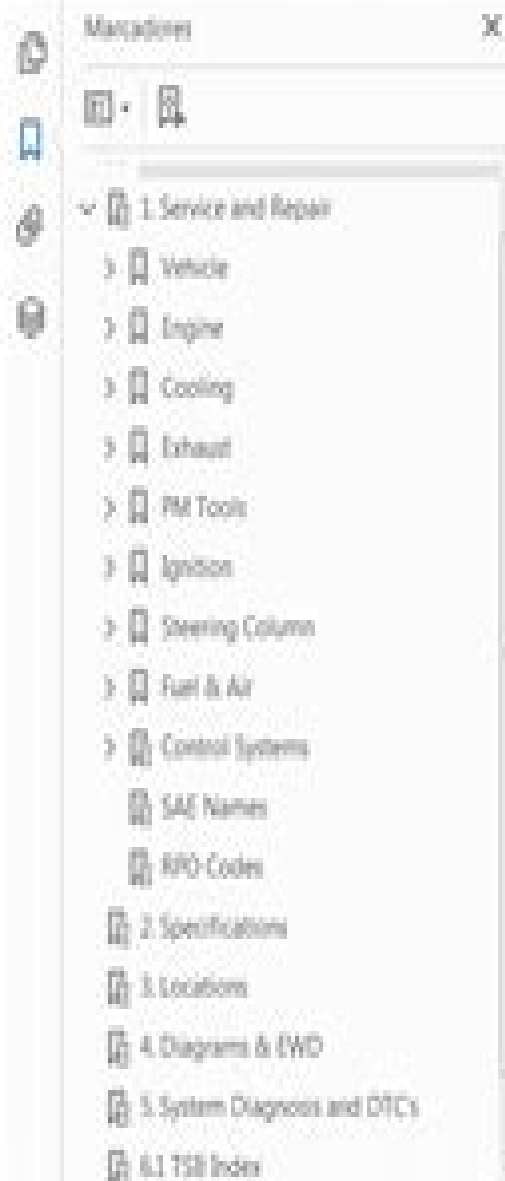 Marcadores
1. Service and Repair
Vehicle
Engine
Cooling
Exhaust
PM Tools
Ignition
Steering Column
Fuel & Air
Control Systems
SAE Names
RPO Codes
2. Specifications
3. Locations
4. Diagrams & EWD
5. System Diagnosis and DTC's
6.1 TSB Index